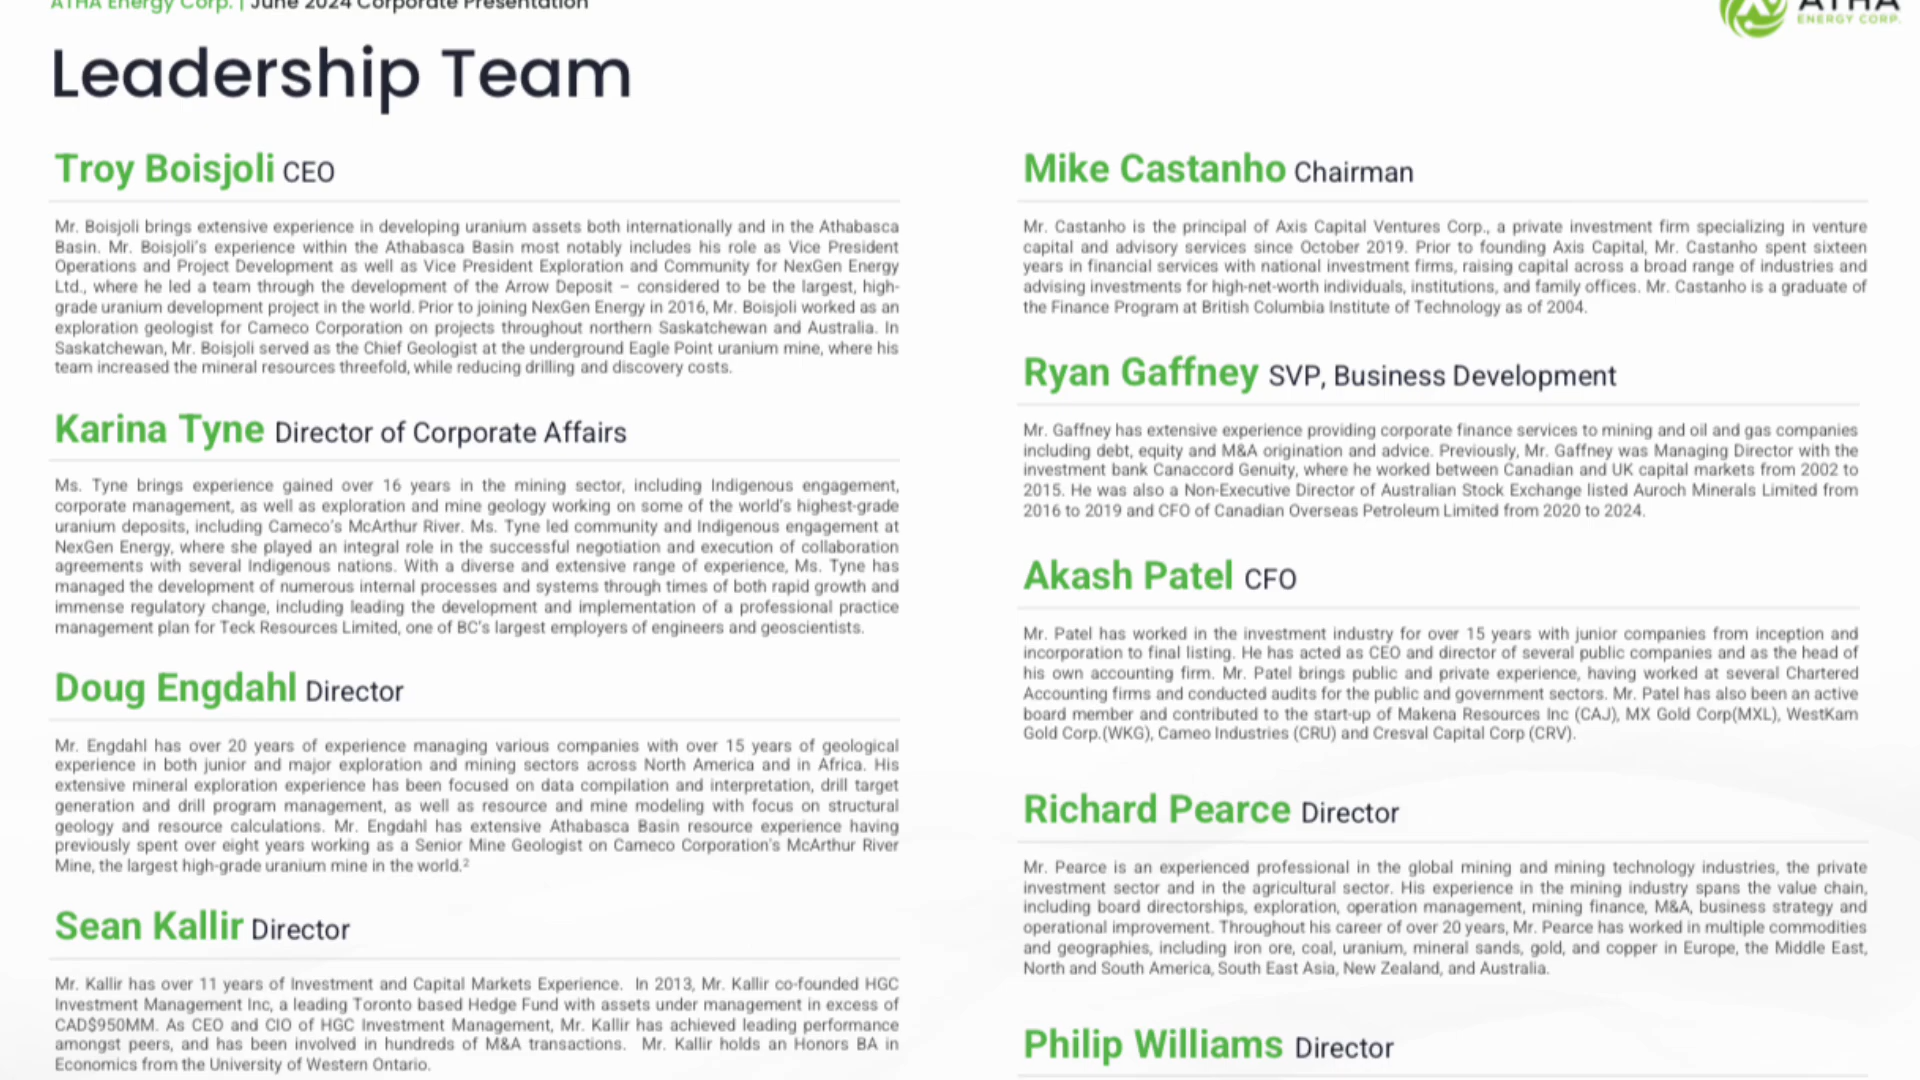 ATHA Energy Corp. | June 2024 Corporate Presentation
ATHA
ENERGY CORP.
Leadership Team
Troy Boisjoli CEO
Mr. Boisjoli brings extensive experience in developing uranium assets both internationally and in the Athabasca
Basin. Mr. Boisjoli's experience within the Athabasca Basin most notably includes his role as Vice President
Operations and Project Development as well as Vice President Exploration and Community for NexGen Energy
Ltd., where he led a team through the development of the Arrow Deposit – considered to be the largest, high-
grade uranium development project in the world. Prior to joining NexGen Energy in 2016, Mr. Boisjoli worked as an
exploration geologist for Cameco Corporation on projects throughout northern Saskatchewan and Australia. In
Saskatchewan, Mr. Boisjoli served as the Chief Geologist at the underground Eagle Point uranium mine, where his
team increased the mineral resources threefold, while reducing drilling and discovery costs.
Karina Tyne Director of Corporate Affairs
Ms. Tyne brings experience gained over 16 years in the mining sector, including Indigenous engagement,
corporate management, as well as exploration and mine geology working on some of the world's highest-grade
uranium deposits, including Cameco's McArthur River. Ms. Tyne led community and Indigenous engagement at
NexGen Energy, where she played an integral role in the successful negotiation and execution of collaboration
agreements with several Indigenous nations. With a diverse and extensive range of experience, Ms. Tyne has
managed the development of numerous internal processes and systems through times of both rapid growth and
immense regulatory change, including leading the development and implementation of a professional practice
management plan for Teck Resources Limited, one of BC's largest employers of engineers and geoscientists.
Doug Engdahl Director
Mr. Engdahl has over 20 years of experience managing various companies with over 15 years of geological
experience in both junior and major exploration and mining sectors across North America and in Africa. His
extensive mineral exploration experience has been focused on data compilation and interpretation, drill target
generation and drill program management, as well as resource and mine modeling with focus on structural
geology and resource calculations. Mr. Engdahl has extensive Athabasca Basin resource experience having
previously spent over eight years working as a Senior Mine Geologist on Cameco Corporation's McArthur River
Mine, the largest high-grade uranium mine in the world.²
Sean Kallir Director
Mr. Kallir has over 11 years of Investment and Capital Markets Experience. In 2013, Mr. Kallir co-founded HGC
Investment Management Inc, a leading Toronto based Hedge Fund with assets under management in excess of
CAD$950MM. As CEO and CIO of HGC Investment Management, Mr. Kallir has achieved leading performance
amongst peers, and has been involved in hundreds of M&A transactions. Mr. Kallir holds an Honors BA in
Economics from the University of Western Ontario.
Mike Castanho Chairman
Mr. Castanho is the principal of Axis Capital Ventures Corp., a private investment firm specializing in venture
capital and advisory services since October 2019. Prior to founding Axis Capital, Mr. Castanho spent sixteen
years in financial services with national investment firms, raising capital across a broad range of industries and
advising investments for high-net-worth individuals, institutions, and family offices. Mr. Castanho is a graduate of
the Finance Program at British Columbia Institute of Technology as of 2004.
Ryan Gaffney SVP, Business Development
Mr. Gaffney has extensive experience providing corporate finance services to mining and oil and gas companies
including debt, equity and M&A origination and advice. Previously, Mr. Gaffney was Managing Director with the
investment bank Canaccord Genuity, where he worked between Canadian and UK capital markets from 2002 to
2015. He was also a Non-Executive Director of Australian Stock Exchange listed Auroch Minerals Limited from
2016 to 2019 and CFO of Canadian Overseas Petroleum Limited from 2020 to 2024.
Akash Patel CFO
Mr. Patel has worked in the investment industry for over 15 years with junior companies from inception and
incorporation to final listing. He has acted as CEO and director of several public companies and as the head of
his own accounting firm. Mr. Patel brings public and private experience, having worked at several Chartered
Accounting firms and conducted audits for the public and government sectors. Mr. Patel has also been an active
board member and contributed to the start-up of Makena Resources Inc (CAJ), MX Gold Corp(MXL), WestKam
Gold Corp.(WKG), Cameo Industries (CRU) and Cresval Capital Corp (CRV).
Richard Pearce Director
Mr. Pearce is an experienced professional in the global mining and mining technology industries, the private
investment sector and in the agricultural sector. His experience in the mining industry spans the value chain,
including board directorships, exploration, operation management, mining finance, M&A, business strategy and
operational improvement. Throughout his career of over 20 years, Mr. Pearce has worked in multiple commodities
and geographies, including iron ore, coal, uranium, mineral sands, gold, and copper in Europe, the Middle East,
North and South America, South East Asia, New Zealand, and Australia.
Philip Williams Director